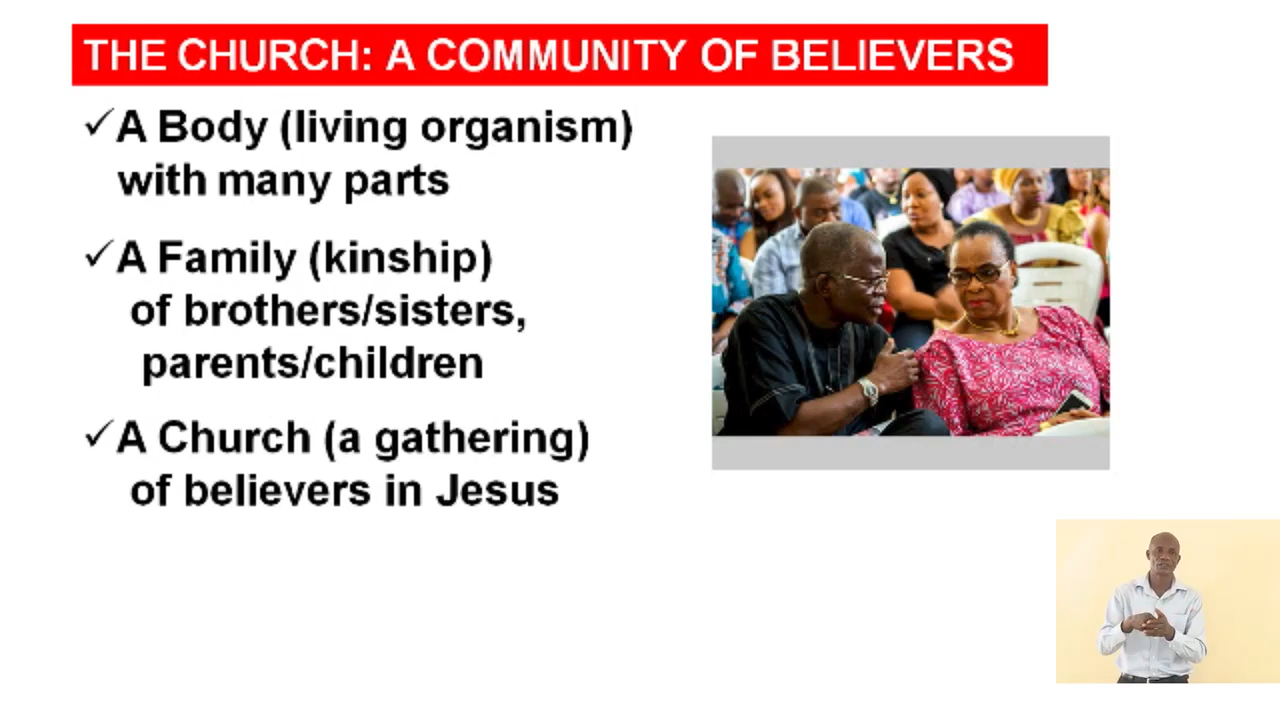 THE CHURCH: A COMMUNITY OF BELIEVERS
✓A Body (living organism)
with many parts
✓A Family (kinship)
of brothers/sisters,
parents/children
✓A Church (a gathering)
of believers in Jesus